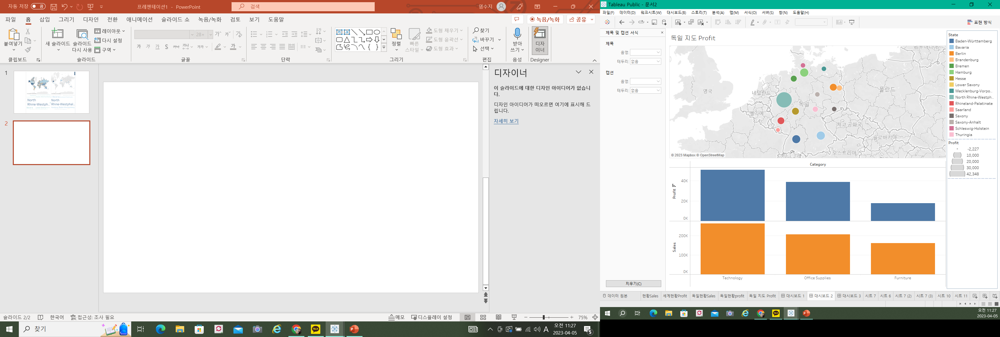 자동 저장 끔
프레젠테이션1 - PowerPoint
검색
염수지
파일 홈 삽입 그리기 디자인 전환 애니메이션 슬라이드 쇼 녹음/녹화 검토 보기 도움말
녹음/녹화 공유
붙여넣기
클립보드
새 슬라이드
슬라이드 다시 사용
레이아웃
다시 설정
구역
슬라이드
28+
글꼴
단락
정렬
빠른 스타일
도형 채우기
도형 윤곽선
도형 효과
그리기
찾기
바꾸기
선택
편집
받아쓰기
음성
디자이너
Designer
1
North
Rhine-Westph..
North
Rhine-Westphal..
2
디자이너
이 슬라이드에 대한 디자인 아이디어가 없습니
다.
디자인 아이디어가 떠오르면 여기에 표시해 드
립니다.
자세히 보기
슬라이드 2/2 한국어 접근성: 조사 필요
메모 디스플레이 설정 75%
찾기
A
오전 11:27
2023-04-05
5
Tableau Public - 문서2
파일(F) 데이터(D) 워크시트(W) 대시보드(B) 스토리(T) 분석(A) 맵(M) 서식(O) 서버(S) 창(N) 도움말(H)
표현 방식
제목 및 캡션 서식
제목
음영:
테두리: 없음
캡션
음영:
테두리: 없음
지우기(C)
독일 지도 Profit
리투아니아
영국
네덜란드
폴란드
독일
벨기에
체코 공화국
슬로바키아
오스트리아
© 2023 Mapbox © OpenStreetMap
Category
Profit
40K
20K
0K
Sales
200K
100K
0K
Technology Office Supplies Furniture
State
Baden-Württemberg
Bavaria
Berlin
Brandenburg
Bremen
Hamburg
Hesse
Lower Saxony
Mecklenburg-Vorpo..
North Rhine-Westph..
Rhineland-Palatinate
Saarland
Saxony
Saxony-Anhalt
Schleswig-Holstein
Thuringia
Profit
-2,227
10,000
20,000
30,000
42,348
데이터 원본 현황Sales 세계현황Profit 독일현황Sales 독일현황profit 독일 지도 Profit 대시보드 1 대시보드 2 대시보드 3 시트 7 시트 6 시트 7 (2) 시트 7 (3) 시트 10 시트 11
오전 11:27
2023-04-05